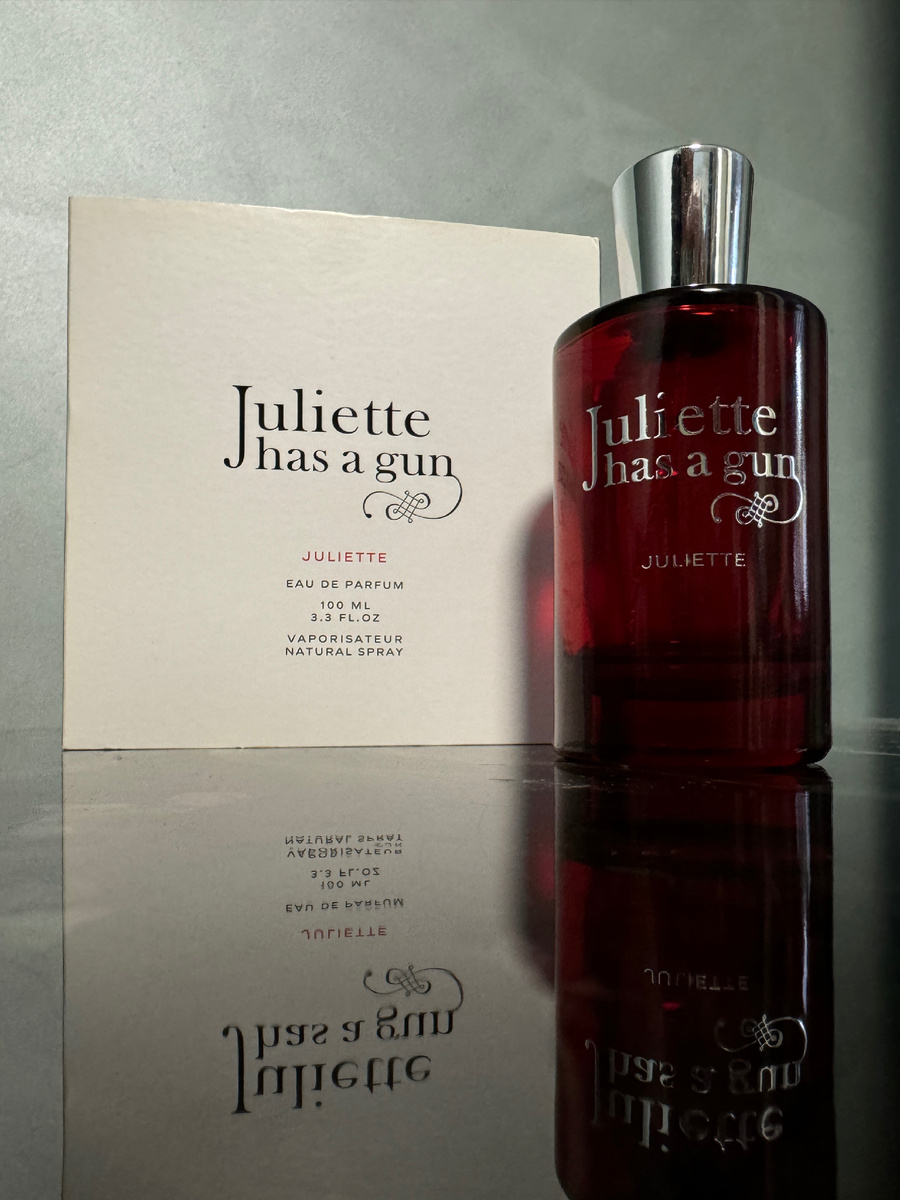 Juliette
has a gun
JULIETTE
EAU DE PARFUM
100 ML
3.3 FL.OZ
VAPORISATEUR
NATURAL SPRAY
Juliette
has a gun
JULIETTE